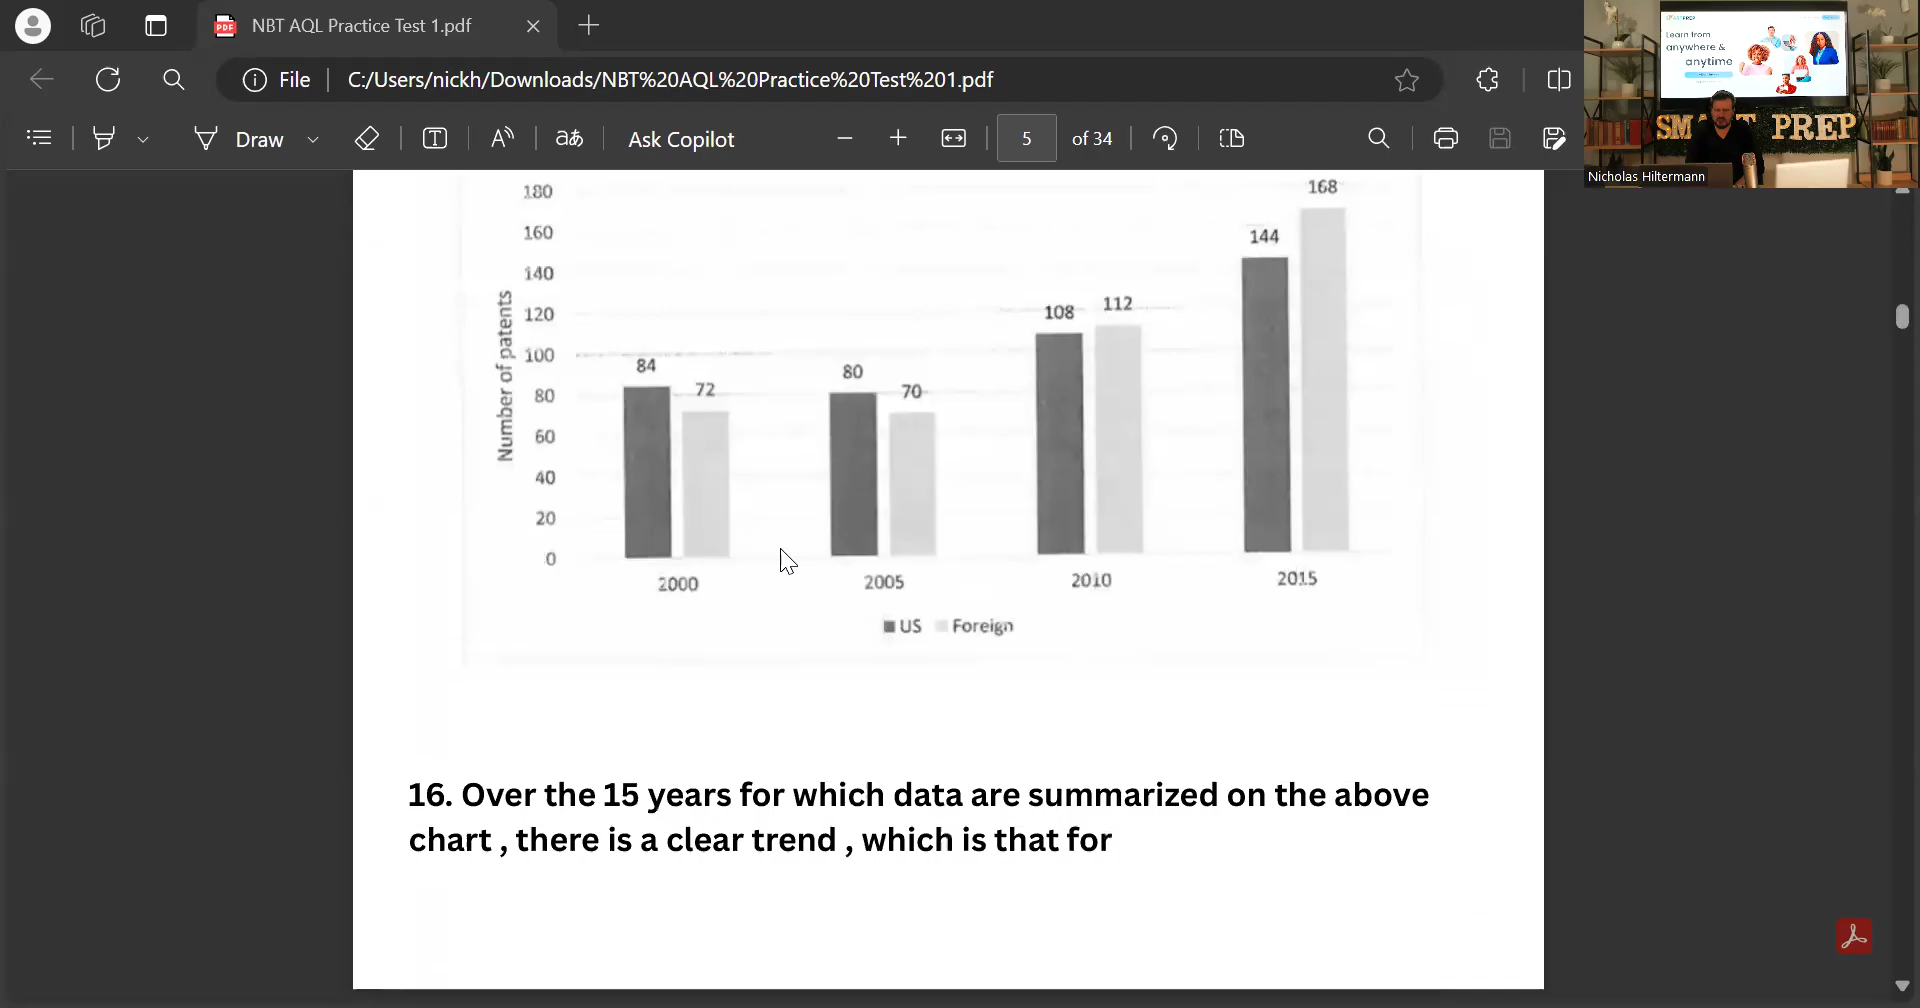 NBT AQL Practice Test 1.pdf
File
C:/Users/nickh/Downloads/NBT%20AQL%20Practice%20Test%201.pdf
Draw
Ask Copilot
5
of 34
Learn from
anywhere &
anytime
SMART PREP
Nicholas Hiltermann
Number of patents
180
160
140
120
100
80
60
40
20
0
84
72
80
70
108
112
144
168
2000
2005
2010
2015
US
Foreign
16. Over the 15 years for which data are summarized on the above
chart , there is a clear trend , which is that for